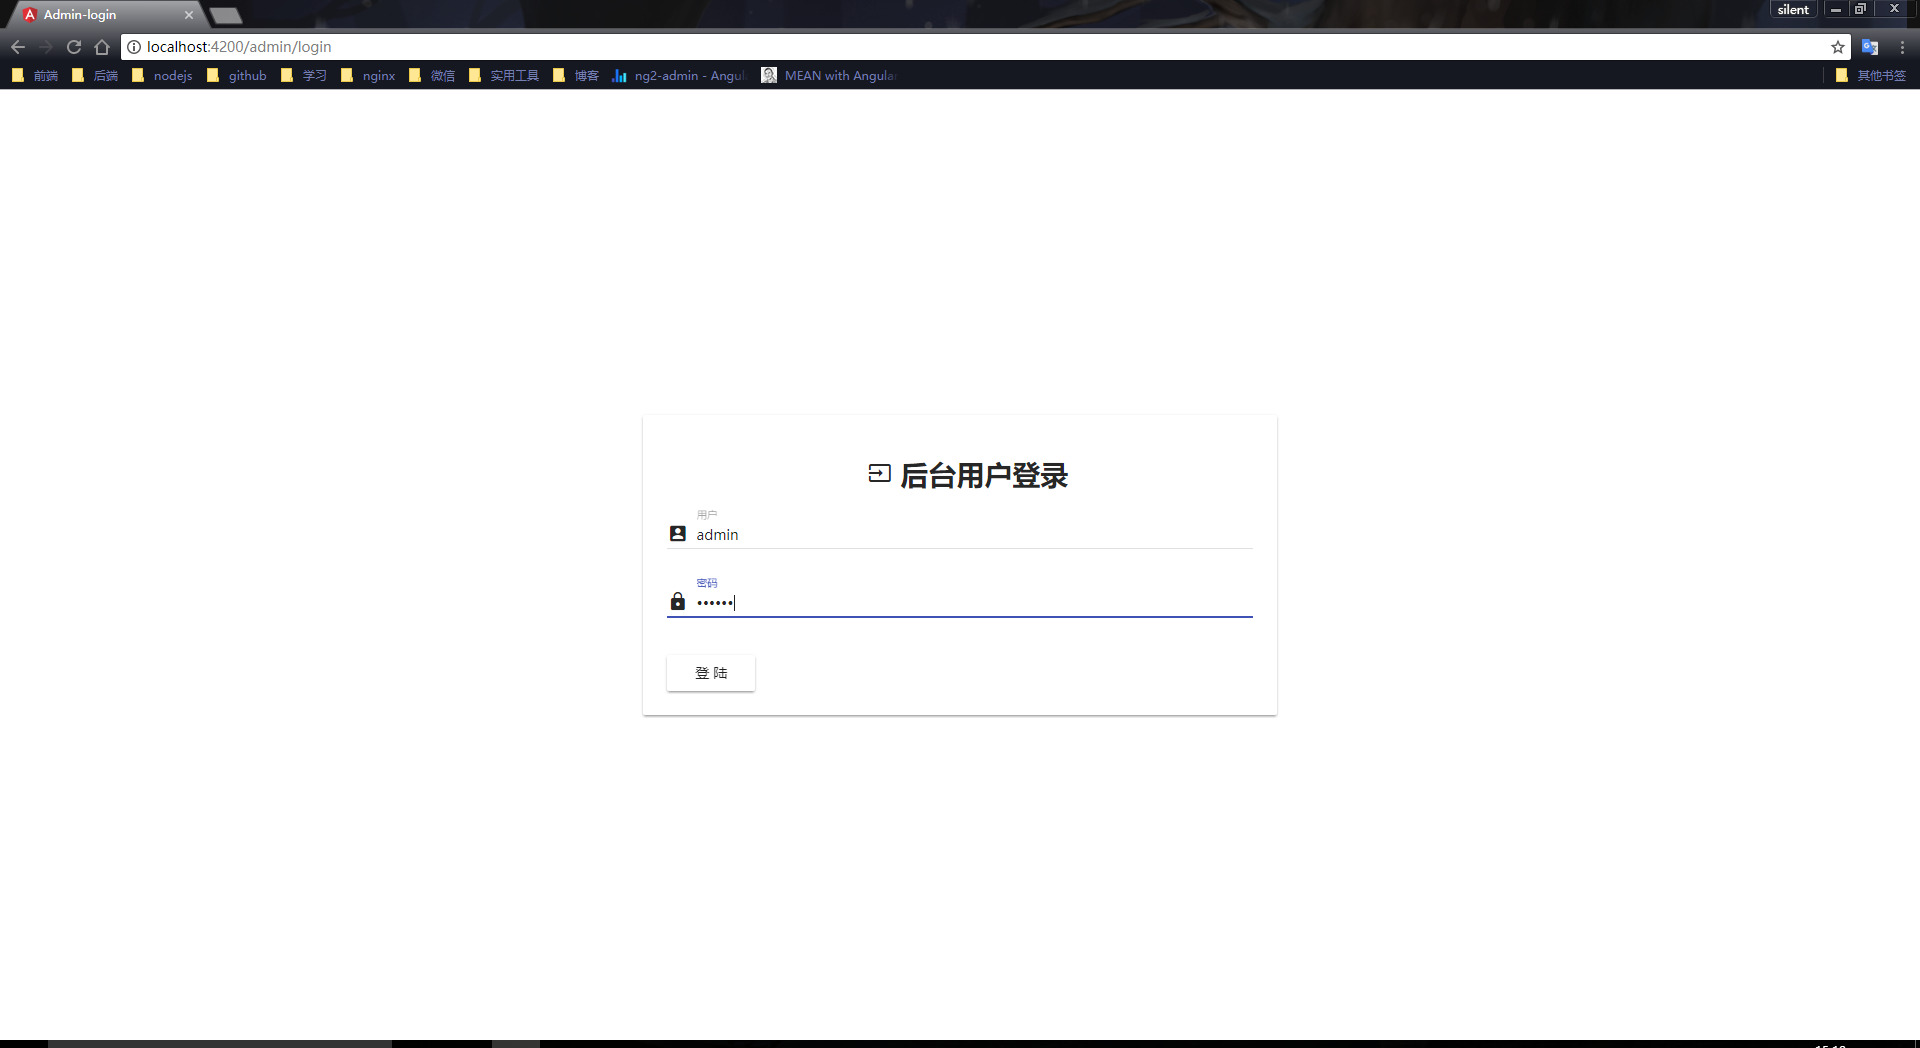 Admin-login
silent
localhost:4200/admin/login
前端 后端 nodejs github 学习 nginx 微信 实用工具 博客 ng2-admin - Angul MEAN with Angular 其他书签
后台用户登录
用户
admin
密码
••••••
登 陆